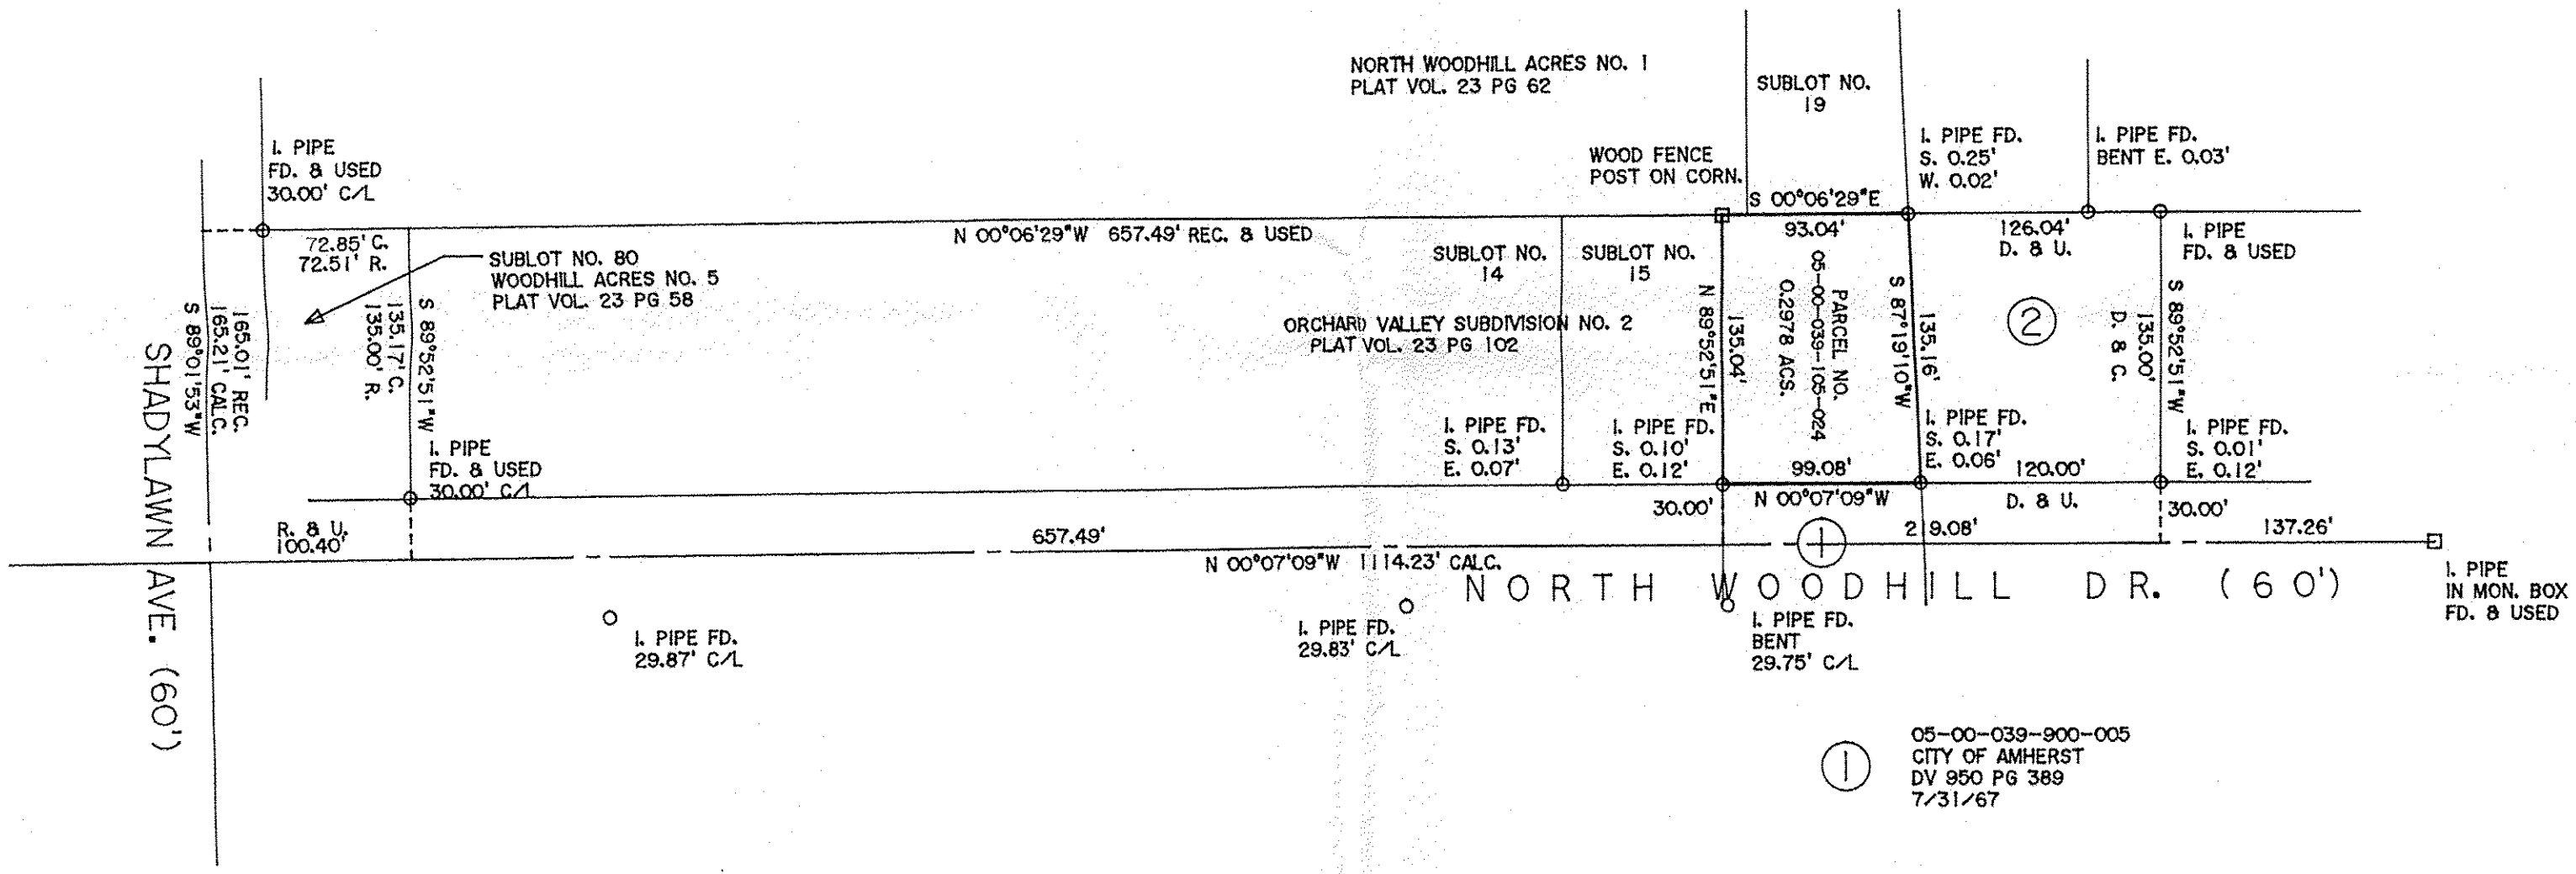 NORTH WOODHILL ACRES NO. 1
PLAT VOL. 23 PG 62
SUBLOT NO.
19
I. PIPE
FD. & USED
30.00' C/L
WOOD FENCE
POST ON CORN.
I. PIPE FD.
S. 0.25'
W. 0.02'
I. PIPE FD.
BENT E. 0.03'
S 00°06'29"E
93.04'
126.04'
D. & U.
I. PIPE
FD. & USED
72.85' C.
72.51' R.
N 00°06'29"W 657.49' REC. & USED
SUBLOT NO. 80
WOODHILL ACRES NO. 5
PLAT VOL. 23 PG 58
SUBLOT NO.
14
SUBLOT NO.
15
ORCHARD VALLEY SUBDIVISION NO. 2
PLAT VOL. 23 PG 102
165.01' REC.
165.21' CALC.
S 89°01'53"W
S 89°52'51"W
135.17' C.
135.00' R.
N 89°52'51"E
135.04'
PARCEL NO.
05-00-039-105-024
0.2978 ACS.
135.16'
S 87°19'10"W
2
S 89°52'51"W
135.00'
D. & C.
I. PIPE
FD. & USED
30.00' C/L
I. PIPE FD.
S. 0.13'
E. 0.07'
I. PIPE FD.
S. 0.10'
E. 0.12'
I. PIPE FD.
S. 0.17'
E. 0.06'
I. PIPE FD.
S. 0.01'
E. 0.12'
99.08'
120.00'
N 00°07'09"W
D. & U.
30.00'
30.00'
R. & U.
100.40'
657.49'
1
2 9.08'
137.26'
N 00°07'09"W 1114.23' CALC.
SHADYLAWN AVE. (60')
NORTH WOODHILL DR. (60')
I. PIPE
IN MON. BOX
FD. & USED
I. PIPE FD.
29.87' C/L
I. PIPE FD.
29.83' C/L
I. PIPE FD.
BENT
29.75' C/L
1
05-00-039-900-005
CITY OF AMHERST
DV 950 PG 389
7/31/67